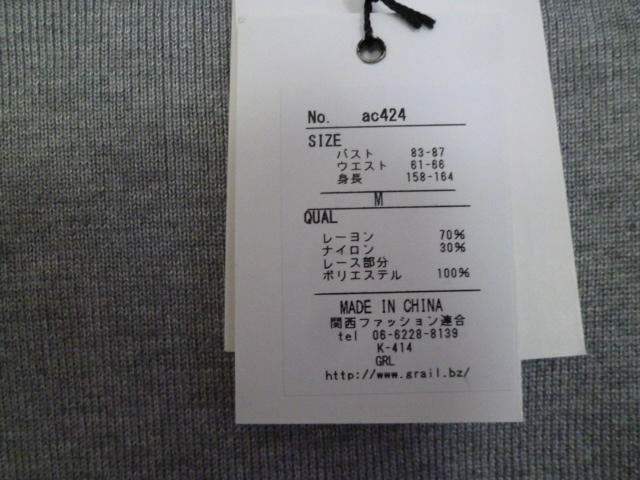 No. ac424
SIZE
バスト 83-87
ウエスト 61-66
身長 158-164
M
QUAL
レーヨン 70%
ナイロン 30%
レース部分
ポリエステル 100%
MADE IN CHINA
関西ファッション連合
tel 06-6228-8139
K-414
GRL
http://www.grail.bz/